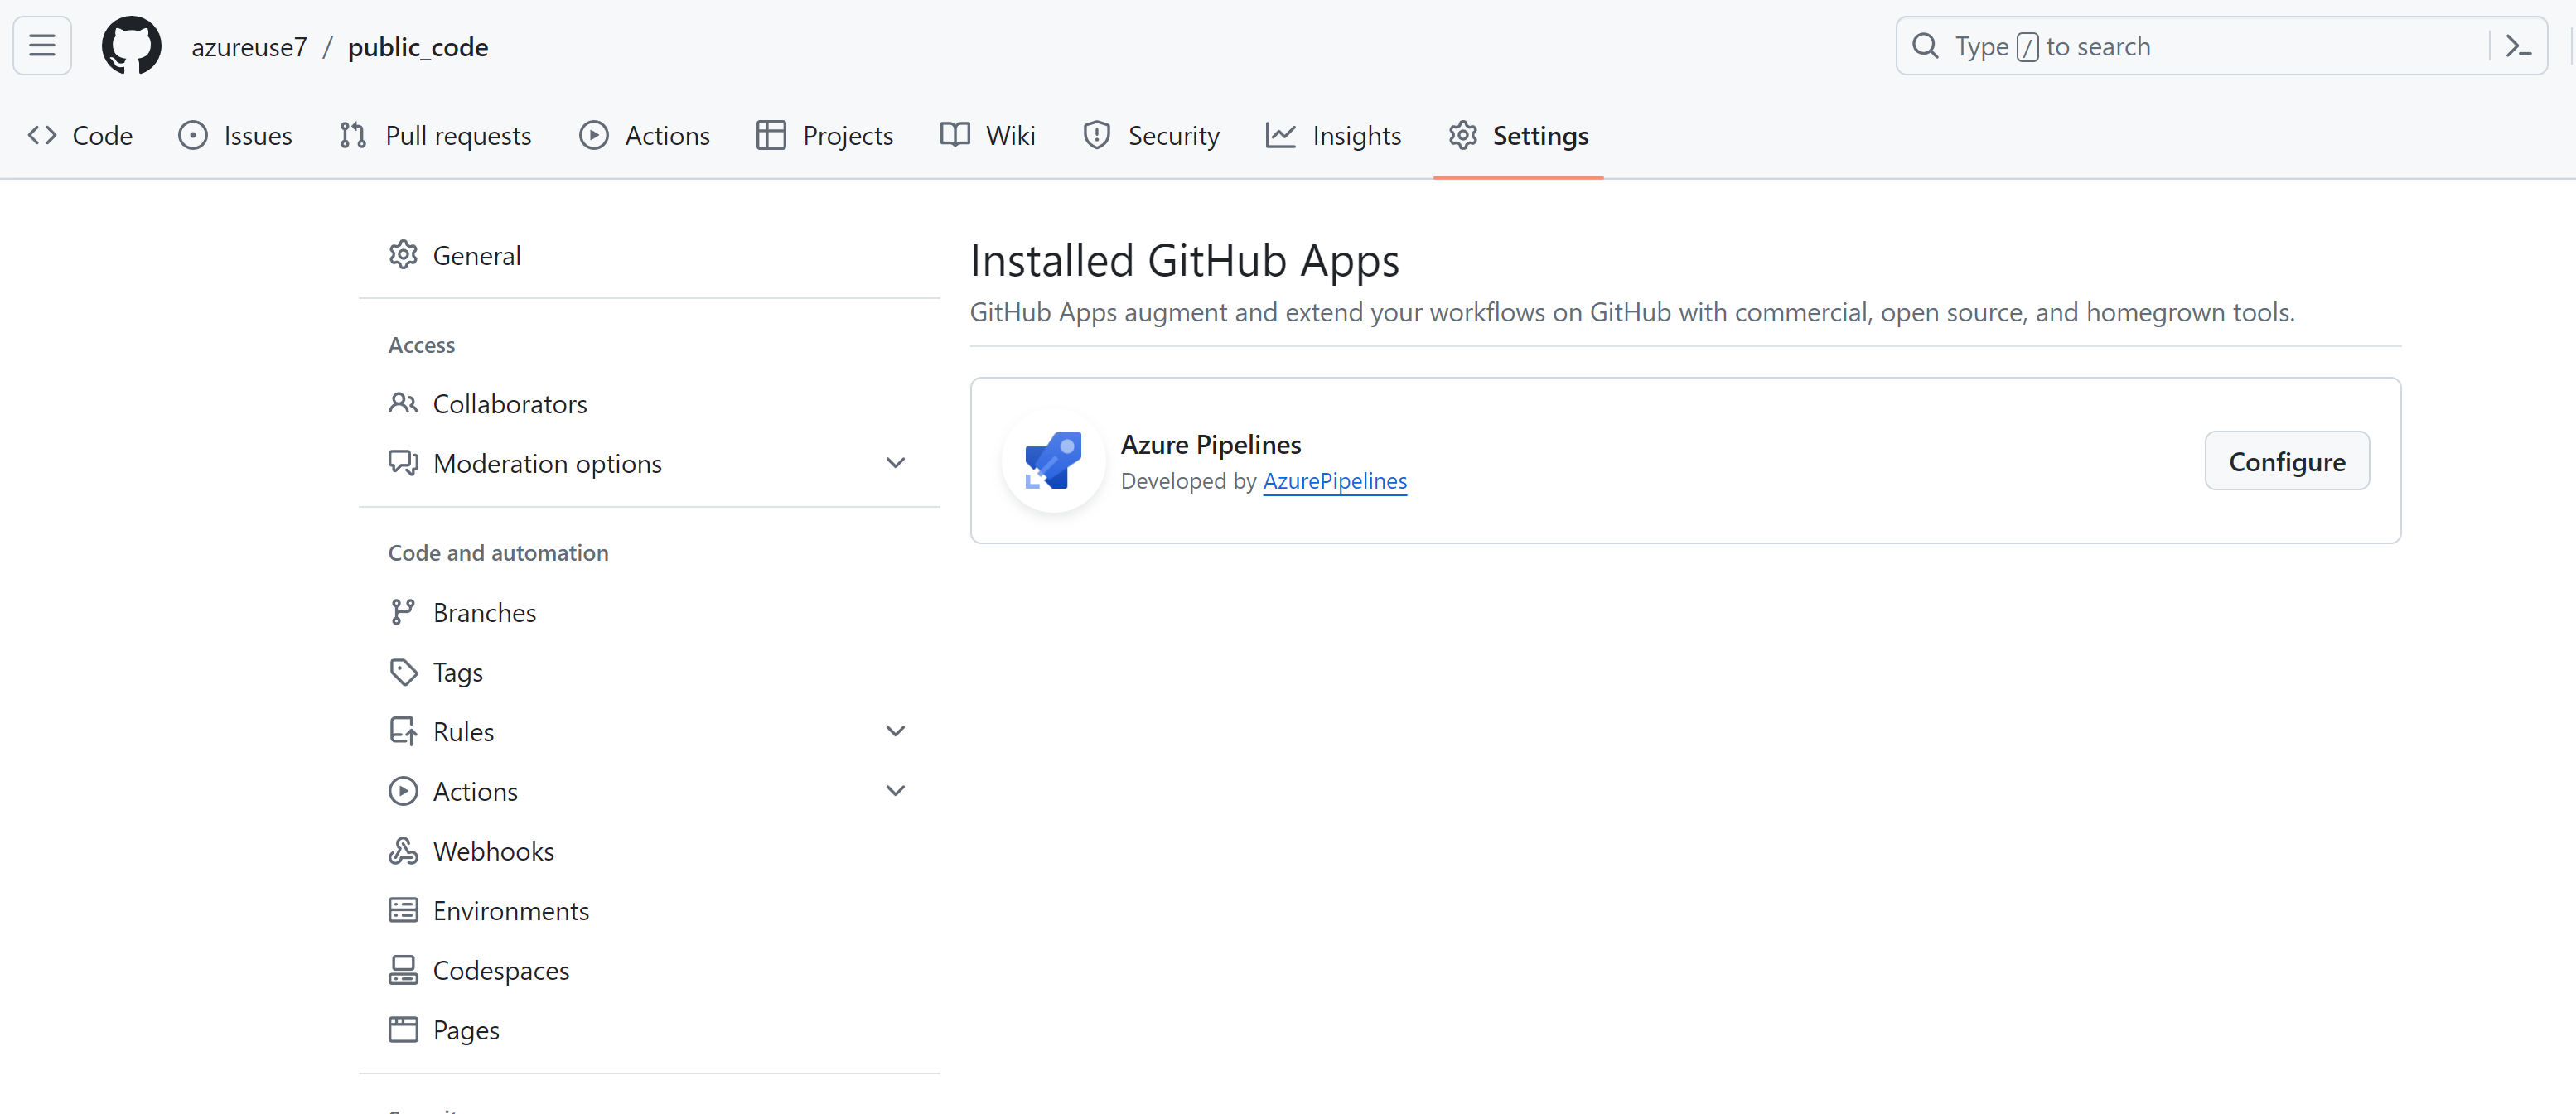 azureuse7 / public_code
Type / to search
Code Issues Pull requests Actions Projects Wiki Security Insights Settings
General
Access
Collaborators
Moderation options
Code and automation
Branches
Tags
Rules
Actions
Webhooks
Environments
Codespaces
Pages
Installed GitHub Apps
GitHub Apps augment and extend your workflows on GitHub with commercial, open source, and homegrown tools.
Azure Pipelines
Developed by AzurePipelines
Configure